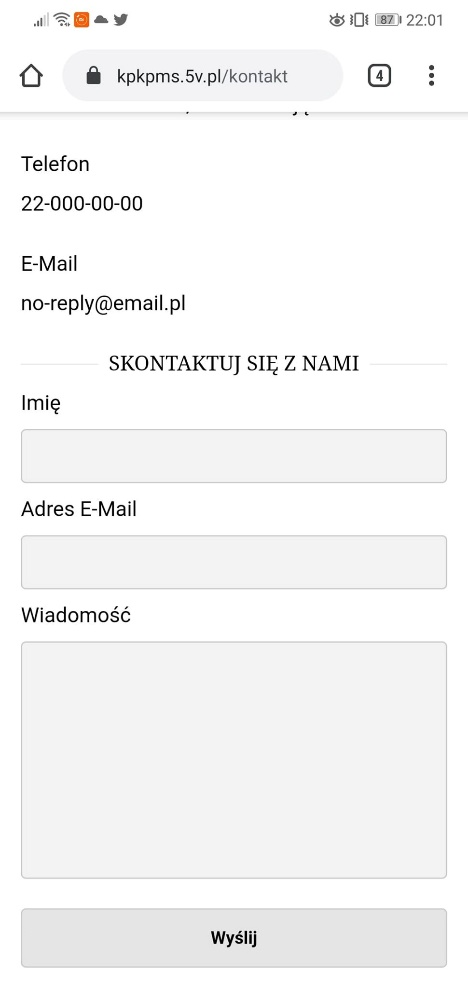 87 22:01
kpkpms.5v.pl/kontakt 4
Telefon
22-000-00-00
E-Mail
no-reply@email.pl
SKONTAKTUJ SIĘ Z NAMI
Imię
Adres E-Mail
Wiadomość
Wyślij